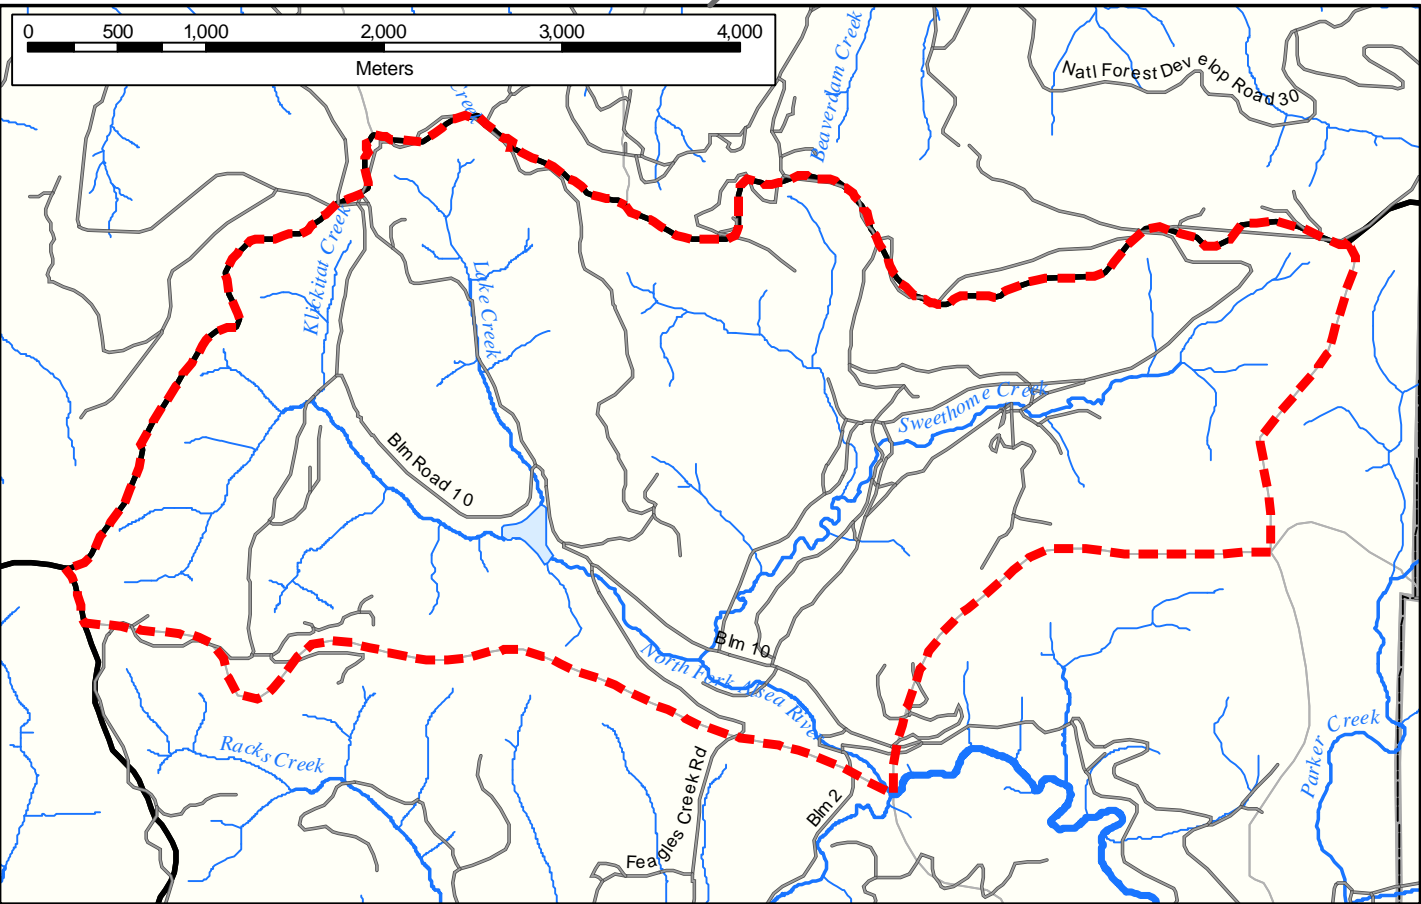 0 500 1,000 2,000 3,000 4,000
Meters
Creek
Beaverdam Creek
Natl Forest Develop Road 30
Klickitat Creek
Lake Creek
Sweethome Creek
Blm Road 10
Blm 10
North Fork Alsea River
Racks Creek
Parker Creek
Feagles Creek Rd
Blm 2